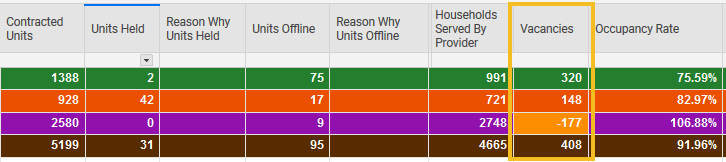 Contracted Units
Units Held
Reason Why Units Held
Units Offline
Reason Why Units Offline
Households Served By Provider
Vacancies
Occupancy Rate
1388 2 75 991 320 75.59%
928 42 17 721 148 82.97%
2580 0 9 2748 -177 106.88%
5199 31 95 4665 408 91.96%